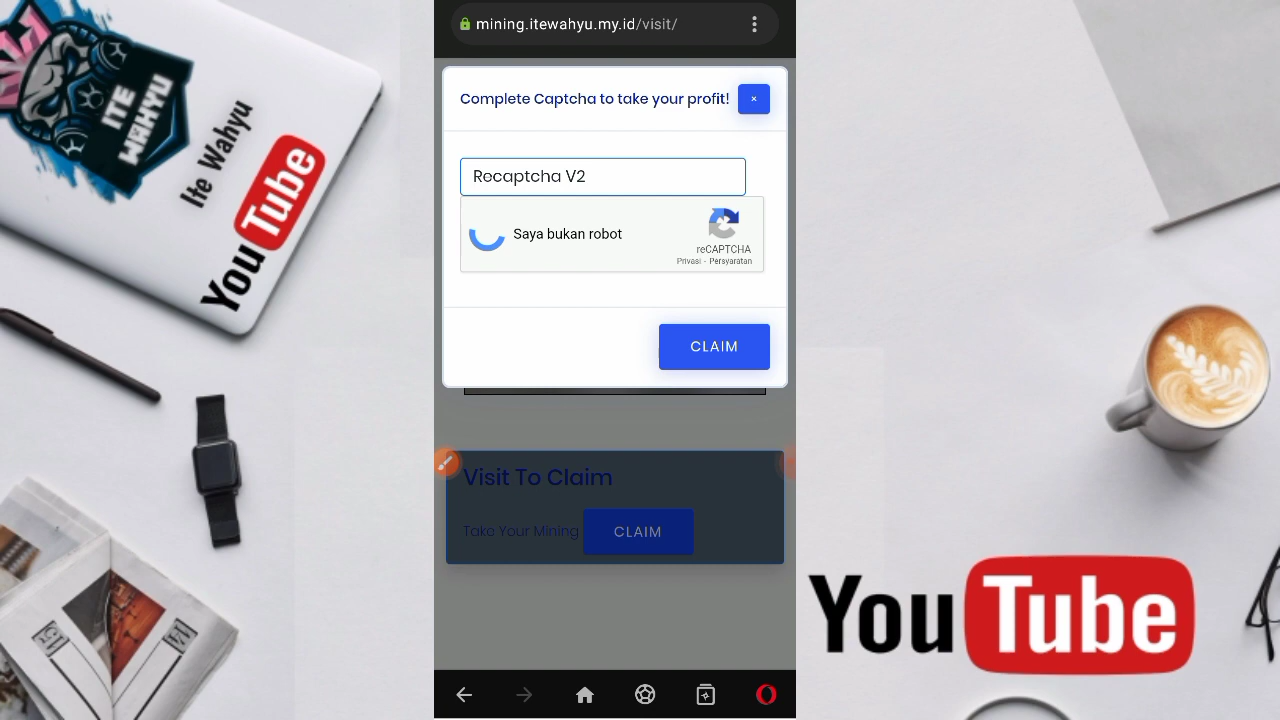 ITE
WAHYU
Ite Wahyu
YouTube
mining.itewahyu.my.id/visit/
Complete Captcha to take your profit!
×
Recaptcha V2
Saya bukan robot
reCAPTCHA
Privasi - Persyaratan
CLAIM
Visit To Claim
Take Your Mining
CLAIM
YouTube